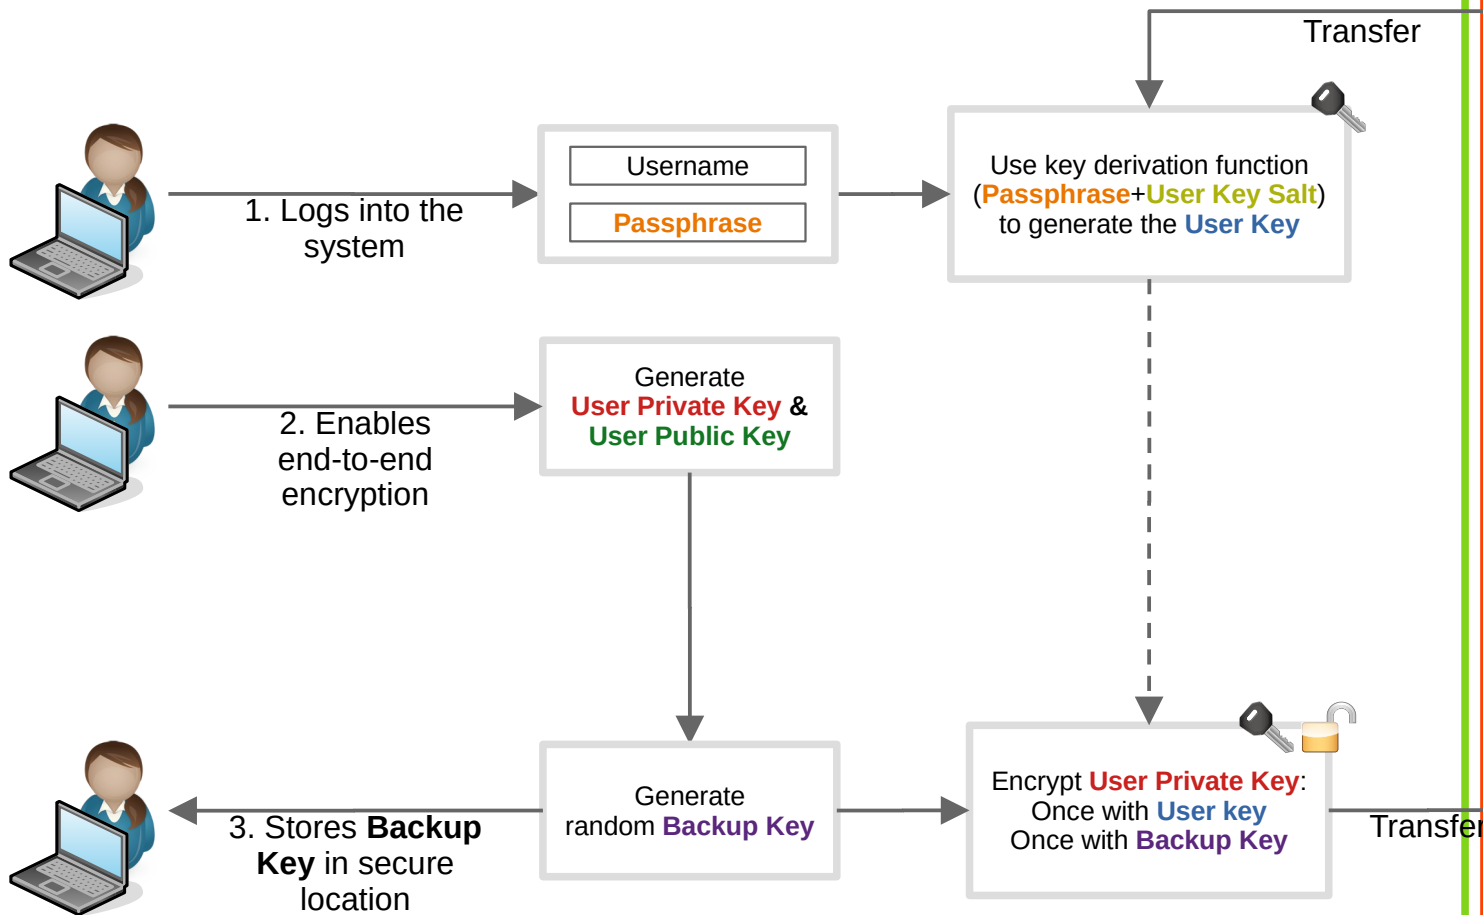 Transfer
Username
Passphrase
1. Logs into the
system
Use key derivation function
(Passphrase+User Key Salt)
to generate the User Key
2. Enables
end-to-end
encryption
Generate
User Private Key &
User Public Key
3. Stores Backup
Key in secure
location
Generate
random Backup Key
Encrypt User Private Key:
Once with User key
Once with Backup Key
Transfer